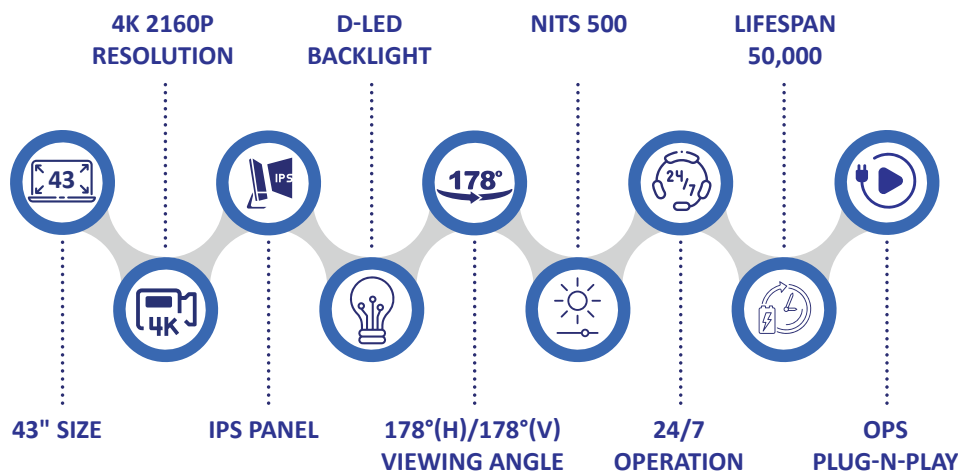 4K 2160P
RESOLUTION
D-LED
BACKLIGHT
NITS 500
LIFESPAN
50,000
43
IPS
178°
24/7
4K
43" SIZE
IPS PANEL
178°(H)/178°(V)
VIEWING ANGLE
24/7
OPERATION
OPS
PLUG-N-PLAY